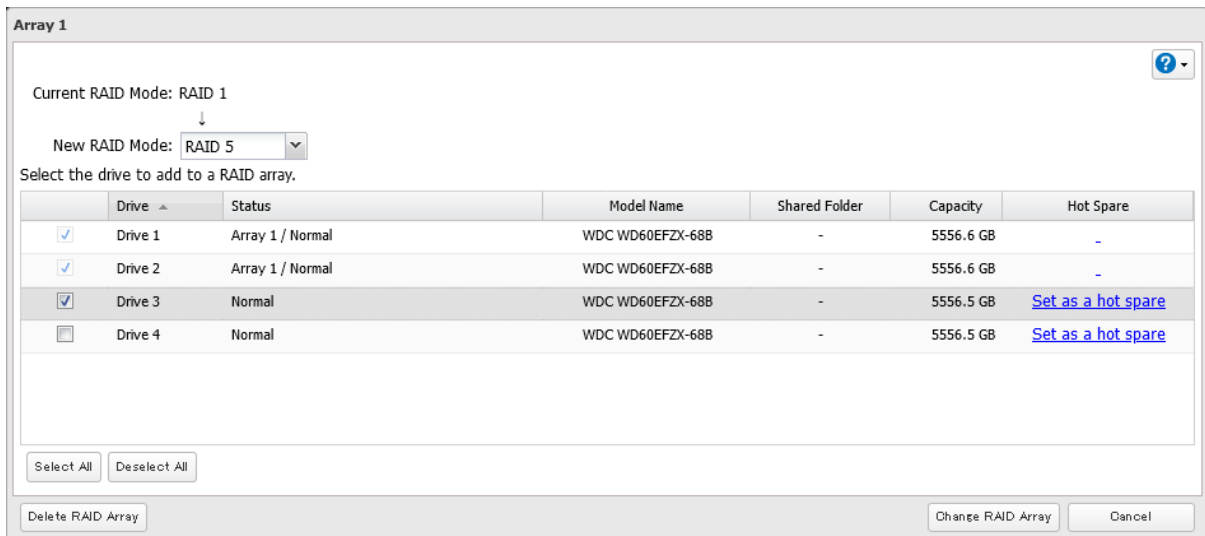 Array 1
?
Current RAID Mode: RAID 1
↓
New RAID Mode: RAID 5
Select the drive to add to a RAID array.
Drive Status Model Name Shared Folder Capacity Hot Spare
Drive 1 Array 1 / Normal WDC WD60EFZX-68B - 5556.6 GB -
Drive 2 Array 1 / Normal WDC WD60EFZX-68B - 5556.6 GB -
Drive 3 Normal WDC WD60EFZX-68B - 5556.5 GB Set as a hot spare
Drive 4 Normal WDC WD60EFZX-68B - 5556.5 GB Set as a hot spare
Select All Deselect All
Delete RAID Array Change RAID Array Cancel